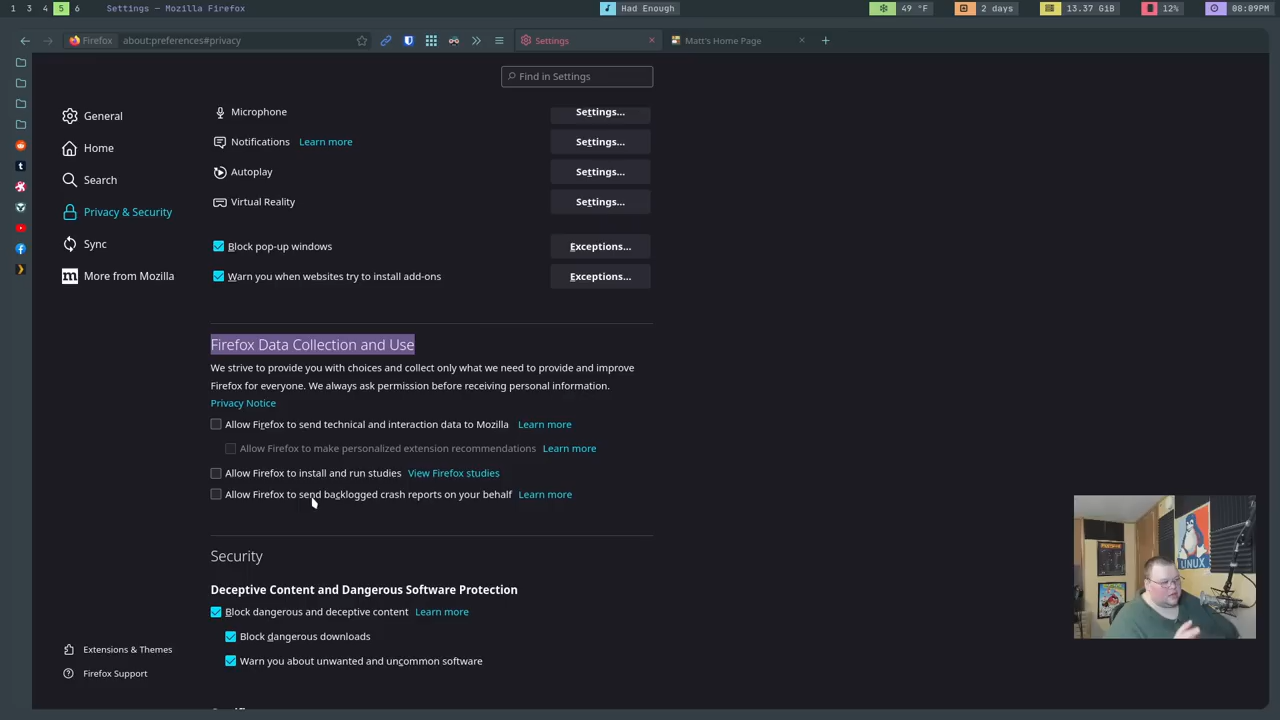 1 3 4 5 6 Settings — Mozilla Firefox Had Enough 49 °F 2 days 13.37 GiB 12% 08:09PM
Firefox about:preferences#privacy Settings Matt's Home Page
Find in Settings
General
Home
Search
Privacy & Security
Sync
More from Mozilla
Microphone Settings...
Notifications Learn more Settings...
Autoplay Settings...
Virtual Reality Settings...
Block pop-up windows Exceptions...
Warn you when websites try to install add-ons Exceptions...
Firefox Data Collection and Use
We strive to provide you with choices and collect only what we need to provide and improve
Firefox for everyone. We always ask permission before receiving personal information.
Privacy Notice
Allow Firefox to send technical and interaction data to Mozilla Learn more
Allow Firefox to make personalized extension recommendations Learn more
Allow Firefox to install and run studies View Firefox studies
Allow Firefox to send backlogged crash reports on your behalf Learn more
Security
Deceptive Content and Dangerous Software Protection
Block dangerous and deceptive content Learn more
Block dangerous downloads
Warn you about unwanted and uncommon software
Extensions & Themes
Firefox Support
LINUX